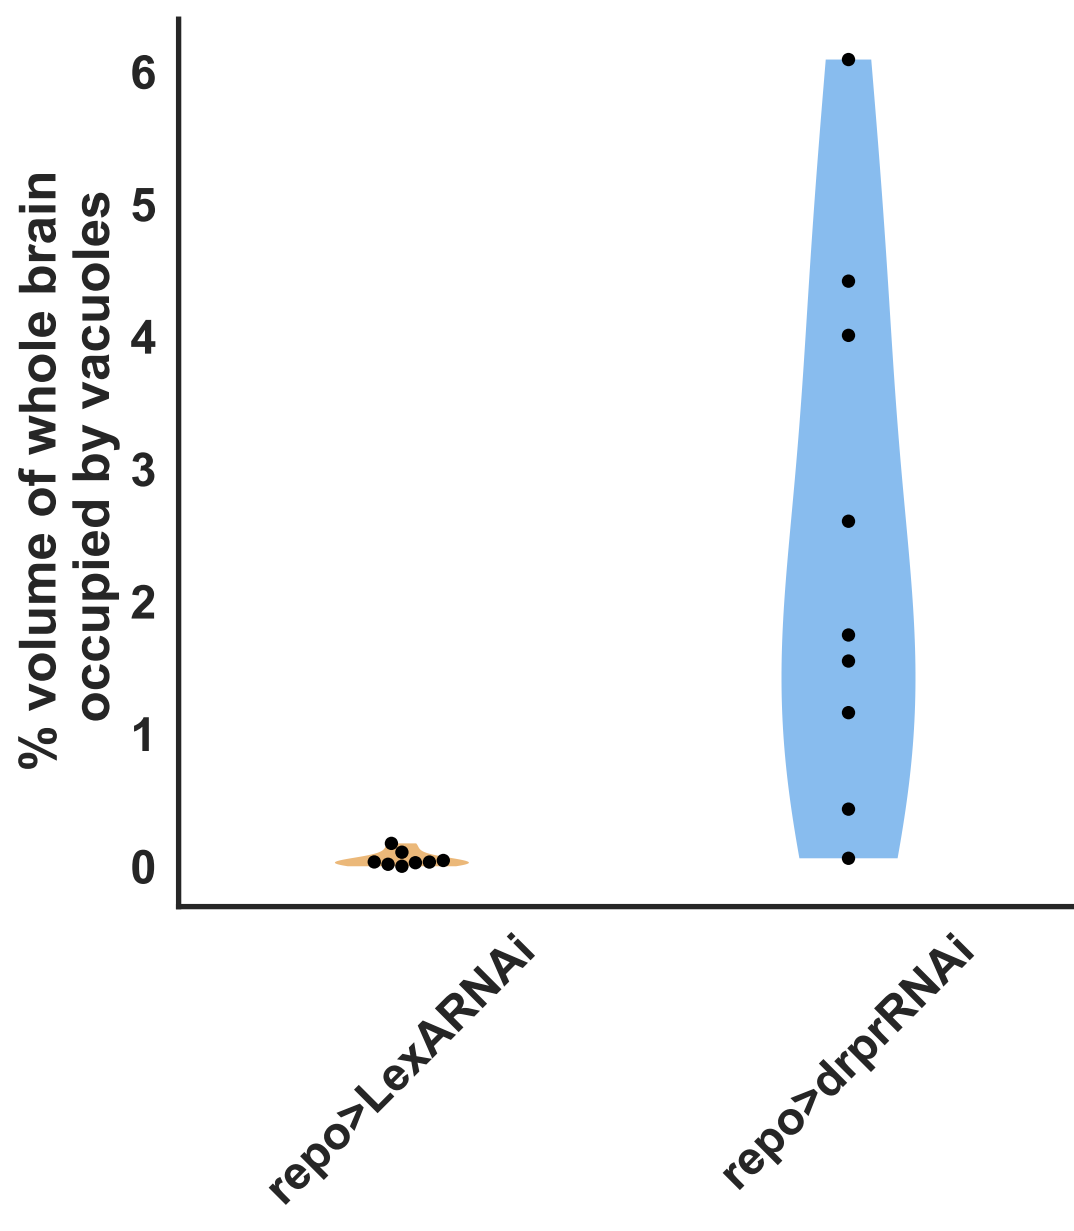 % volume of whole brain
occupied by vacuoles
6
5
4
3
2
1
0
repo>LexARNAi
repo>drprRNAi